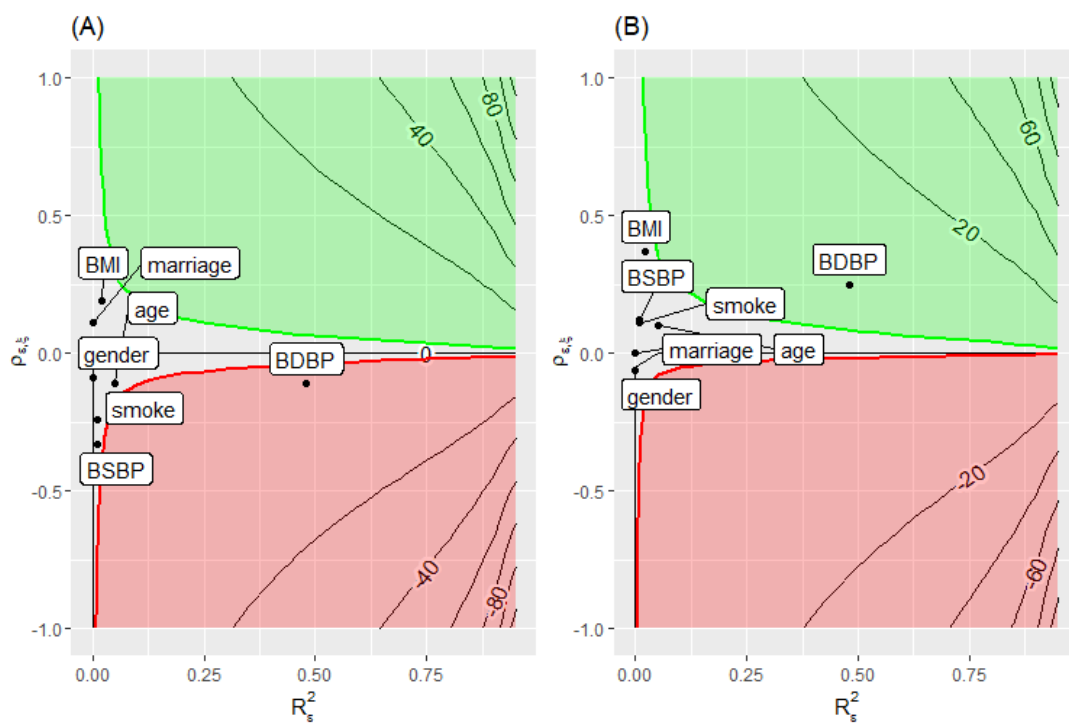 (A)
1.0
80
40
0.5
BMI
marriage
age
gender
0.0
0
BDBP
smoke
BSBP
-0.5
-40
-80
-1.0
0.00 0.25 0.50 0.75
R²ₛ
ρε,ξ
(B)
1.0
60
0.5
20
BMI
BDBP
BSBP
smoke
0.0
marriage
age
gender
-0.5
-20
-60
-1.0
0.00 0.25 0.50 0.75
R²ₛ
ρε,ξ